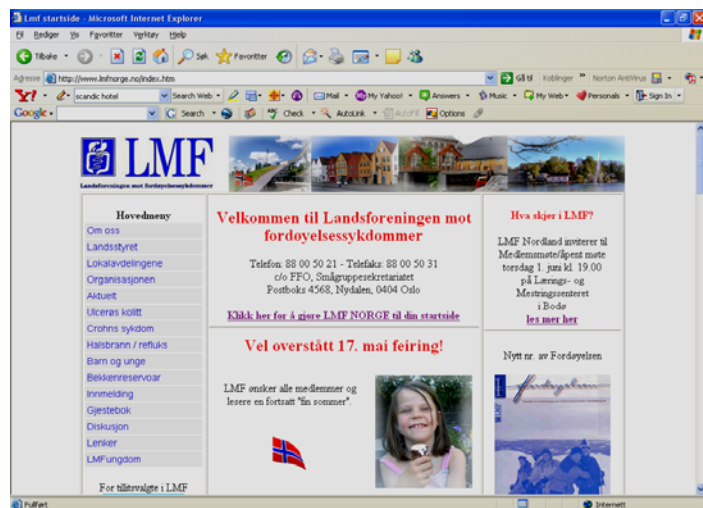 Lmf startside - Microsoft Internet Explorer
Fil Rediger Vis Favoritter Verktøy Hjelp
Tilbake Søk Favoritter
Adresse http://www.lmfnorge.no/index.htm Gå til Koblinger » Norton AntiVirus
Y! scandic hotel Search Web Mail My Yahoo! Answers Music My Web Personals Sign In
Google Search Check AutoLink AutoFill Options
LMF
Landsforeningen mot fordøyelsessykdommer
Hovedmeny
Om oss
Landsstyret
Lokalavdelingene
Organisasjonen
Aktuelt
Ulcerøs kolitt
Crohns sykdom
Halsbrann / refluks
Barn og unge
Bekkenreservoar
Innmelding
Gjestebok
Diskusjon
Lenker
LMFungdom
For tillitsvalgte i LMF
Velkommen til Landsforeningen mot
fordøyelsessykdommer
Telefon: 88 00 50 21 - Telefaks: 88 00 50 31
c/o FFO, Smågruppesekretariatet
Postboks 4568, Nydalen, 0404 Oslo
Klikk her for å gjøre LMF NORGE til din startside
Vel overstått 17. mai feiring!
LMF ønsker alle medlemmer og
lesere en fortsatt "fin sommer".
Hva skjer i LMF?
LMF Nordland inviterer til
Medlemsmøte/åpent møte
torsdag 1. juni kl. 19.00
på Lærings- og
Mestringssenteret
i Bodø
les mer her
Nytt nr. av Fordøyelsen
fordøyelsen
LMF
Fullført Internett